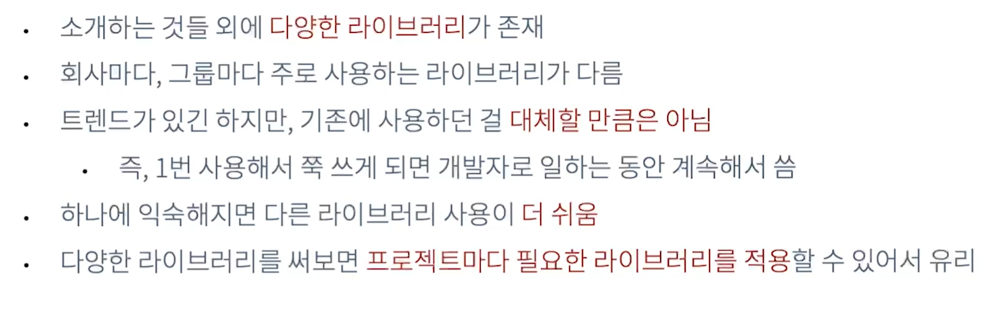 • 소개하는 것들 외에 다양한 라이브러리가 존재
• 회사마다, 그룹마다 주로 사용하는 라이브러리가 다름
• 트렌드가 있긴 하지만, 기존에 사용하던 걸 대체할 만큼은 아님
• 즉, 1번 사용해서 쭉 쓰게 되면 개발자로 일하는 동안 계속해서 씀
• 하나에 익숙해지면 다른 라이브러리 사용이 더 쉬움
• 다양한 라이브러리를 써보면 프로젝트마다 필요한 라이브러리를 적용할 수 있어서 유리